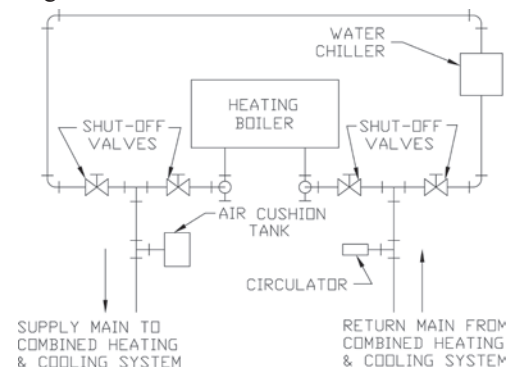 WATER
CHILLER
HEATING
BOILER
SHUT-OFF
VALVES
SHUT-OFF
VALVES
AIR CUSHION
TANK
CIRCULATOR
SUPPLY MAIN TO
COMBINED HEATING
& COOLING SYSTEM
RETURN MAIN FROM
COMBINED HEATING
& COOLING SYSTEM